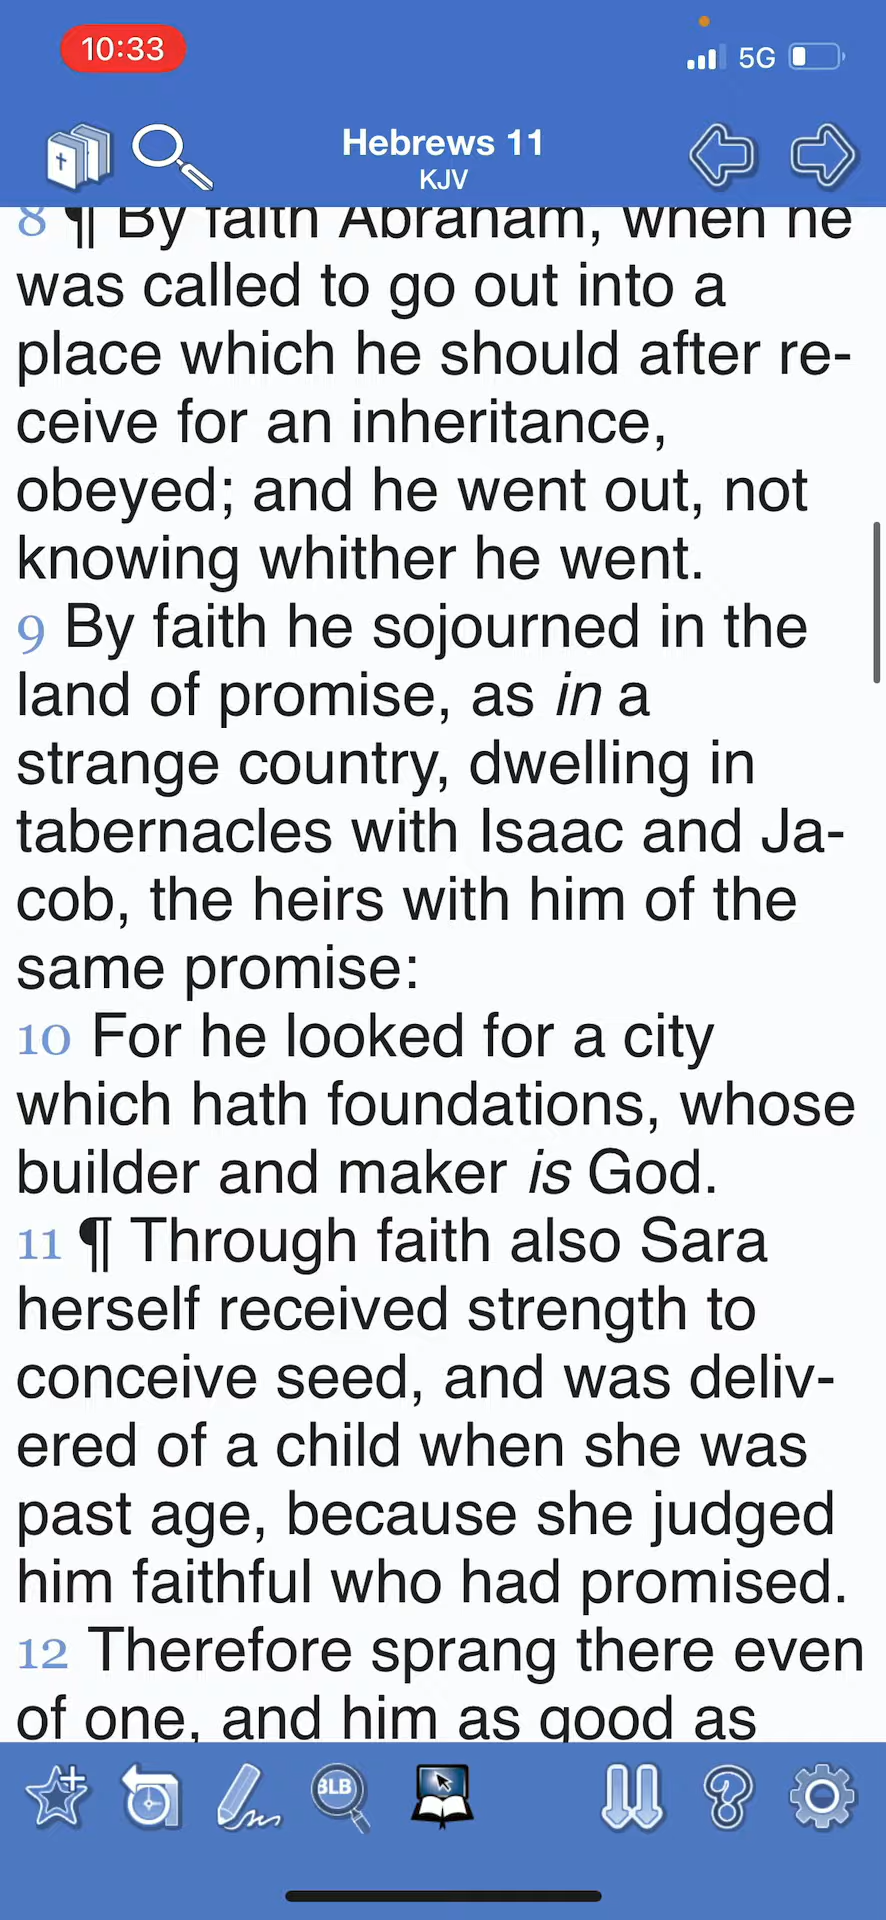 10:33
5G
Hebrews 11
KJV
8 ¶ By faith Abraham, when he
was called to go out into a
place which he should after re-
ceive for an inheritance,
obeyed; and he went out, not
knowing whither he went.
9 By faith he sojourned in the
land of promise, as in a
strange country, dwelling in
tabernacles with Isaac and Ja-
cob, the heirs with him of the
same promise:
10 For he looked for a city
which hath foundations, whose
builder and maker is God.
11 ¶ Through faith also Sara
herself received strength to
conceive seed, and was deliv-
ered of a child when she was
past age, because she judged
him faithful who had promised.
12 Therefore sprang there even
of one, and him as good as
BLB